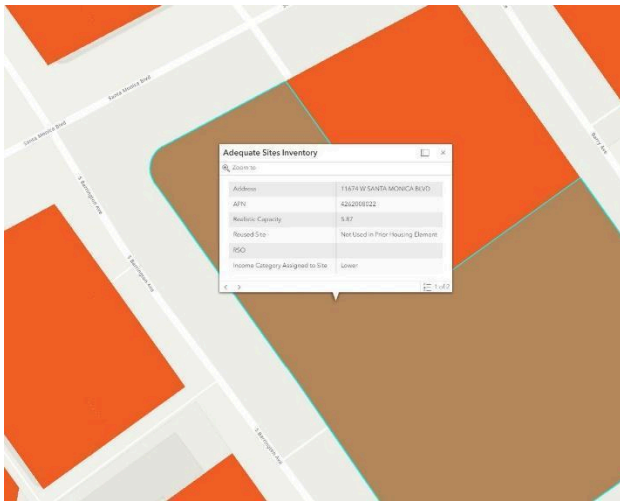 Santa Monica Blvd
Santa Monica Blvd
Barry Ave
S Barrington Ave
S Barrington Ave
S Barrington Ave
Adequate Sites Inventory
Zoom to
Address 11674 W SANTA MONICA BLVD
APN 4262008022
Realistic Capacity 5.87
Reused Site Not Used in Prior Housing Element
RSO
Income Category Assigned to Site Lower
1 of 2